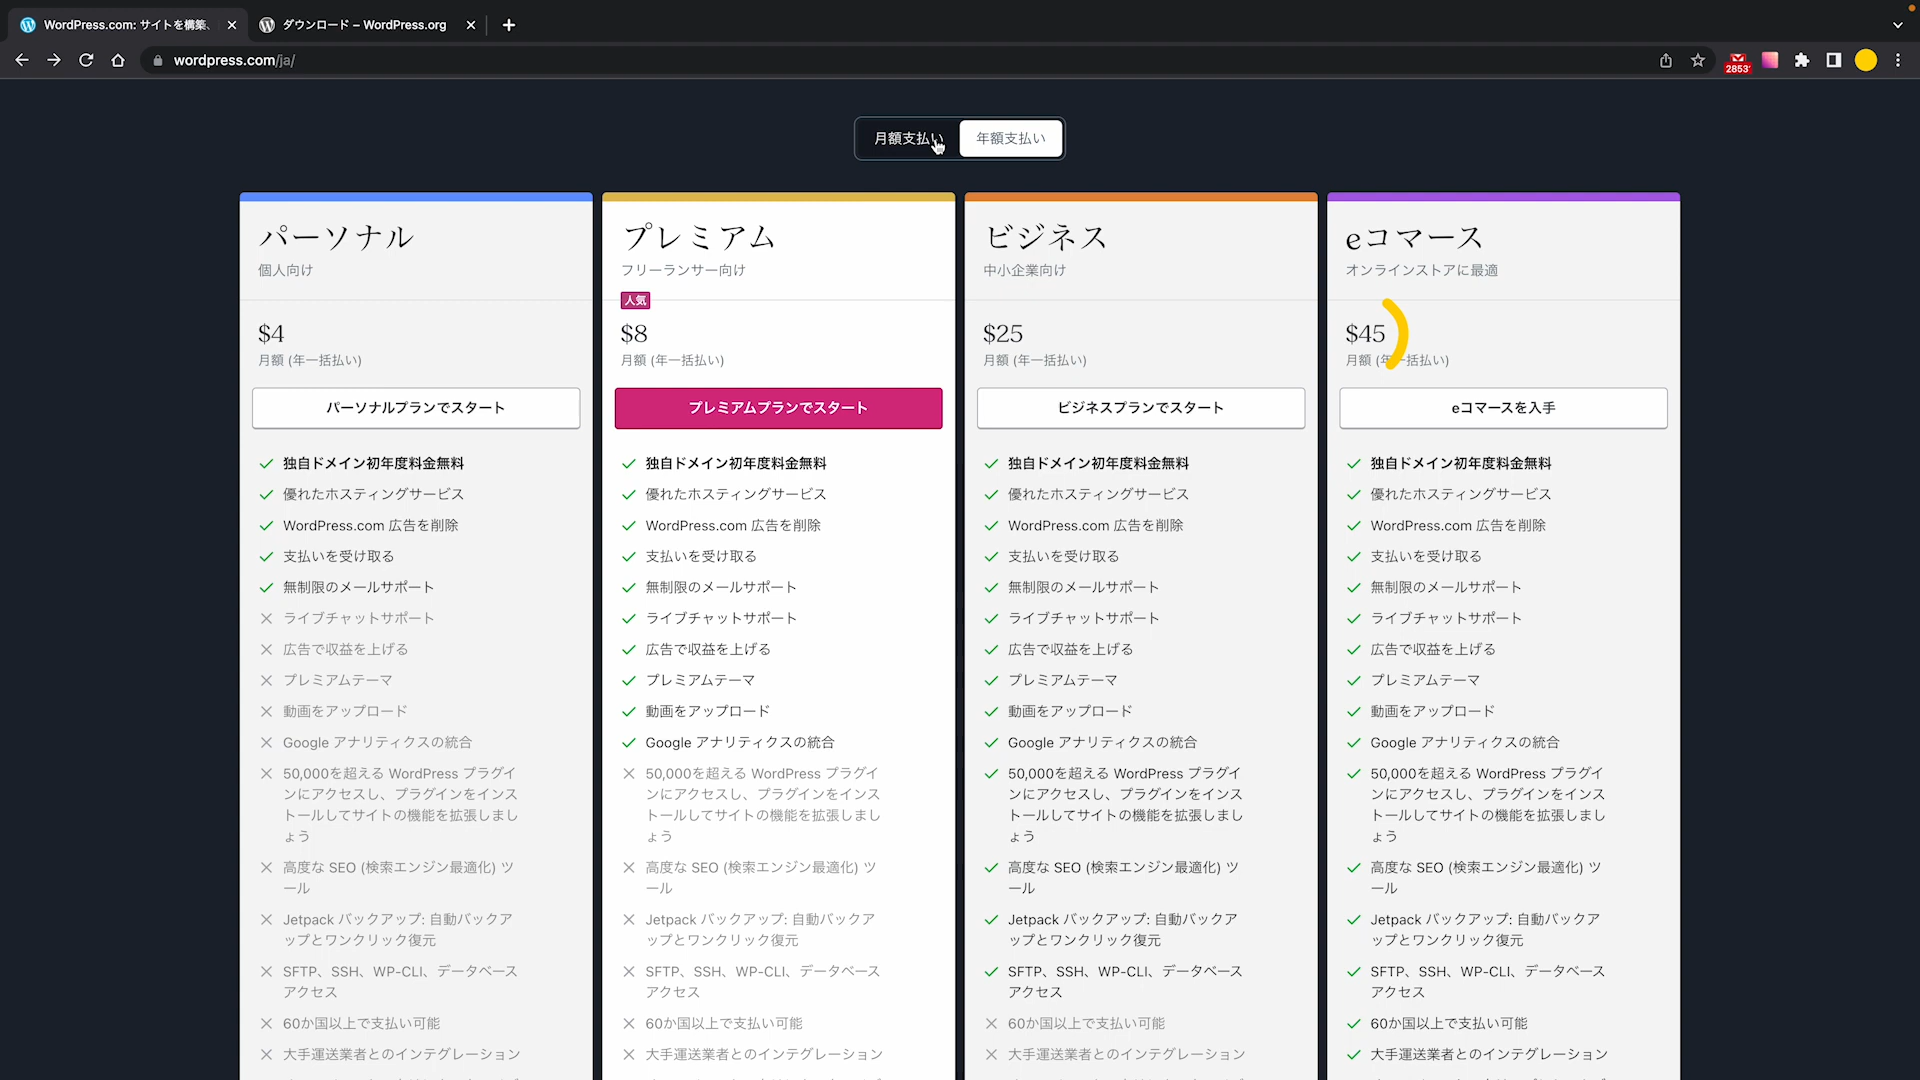 WordPress.com: サイトを構築、
ダウンロード – WordPress.org
wordpress.com/ja/
2853
月額支払い
年額支払い
パーソナル
個人向け
$4
月額 (年一括払い)
パーソナルプランでスタート
独自ドメイン初年度料金無料
優れたホスティングサービス
WordPress.com 広告を削除
支払いを受け取る
無制限のメールサポート
ライブチャットサポート
広告で収益を上げる
プレミアムテーマ
動画をアップロード
Google アナリティクスの統合
50,000を超える WordPress プラグイ
ンにアクセスし、プラグインをインス
トールしてサイトの機能を拡張しまし
ょう
高度な SEO (検索エンジン最適化) ツ
ール
Jetpack バックアップ: 自動バックア
ップとワンクリック復元
SFTP、SSH、WP-CLI、データベース
アクセス
60か国以上で支払い可能
大手運送業者とのインテグレーション
プレミアム
フリーランサー向け
人気
$8
月額 (年一括払い)
プレミアムプランでスタート
独自ドメイン初年度料金無料
優れたホスティングサービス
WordPress.com 広告を削除
支払いを受け取る
無制限のメールサポート
ライブチャットサポート
広告で収益を上げる
プレミアムテーマ
動画をアップロード
Google アナリティクスの統合
50,000を超える WordPress プラグイ
ンにアクセスし、プラグインをインス
トールしてサイトの機能を拡張しまし
ょう
高度な SEO (検索エンジン最適化) ツ
ール
Jetpack バックアップ: 自動バックア
ップとワンクリック復元
SFTP、SSH、WP-CLI、データベース
アクセス
60か国以上で支払い可能
大手運送業者とのインテグレーション
ビジネス
中小企業向け
$25
月額 (年一括払い)
ビジネスプランでスタート
独自ドメイン初年度料金無料
優れたホスティングサービス
WordPress.com 広告を削除
支払いを受け取る
無制限のメールサポート
ライブチャットサポート
広告で収益を上げる
プレミアムテーマ
動画をアップロード
Google アナリティクスの統合
50,000を超える WordPress プラグイ
ンにアクセスし、プラグインをインス
トールしてサイトの機能を拡張しまし
ょう
高度な SEO (検索エンジン最適化) ツ
ール
Jetpack バックアップ: 自動バックア
ップとワンクリック復元
SFTP、SSH、WP-CLI、データベース
アクセス
60か国以上で支払い可能
大手運送業者とのインテグレーション
eコマース
オンラインストアに最適
$45
月額 (年一括払い)
eコマースを入手
独自ドメイン初年度料金無料
優れたホスティングサービス
WordPress.com 広告を削除
支払いを受け取る
無制限のメールサポート
ライブチャットサポート
広告で収益を上げる
プレミアムテーマ
動画をアップロード
Google アナリティクスの統合
50,000を超える WordPress プラグイ
ンにアクセスし、プラグインをインス
トールしてサイトの機能を拡張しまし
ょう
高度な SEO (検索エンジン最適化) ツ
ール
Jetpack バックアップ: 自動バックア
ップとワンクリック復元
SFTP、SSH、WP-CLI、データベース
アクセス
60か国以上で支払い可能
大手運送業者とのインテグレーション